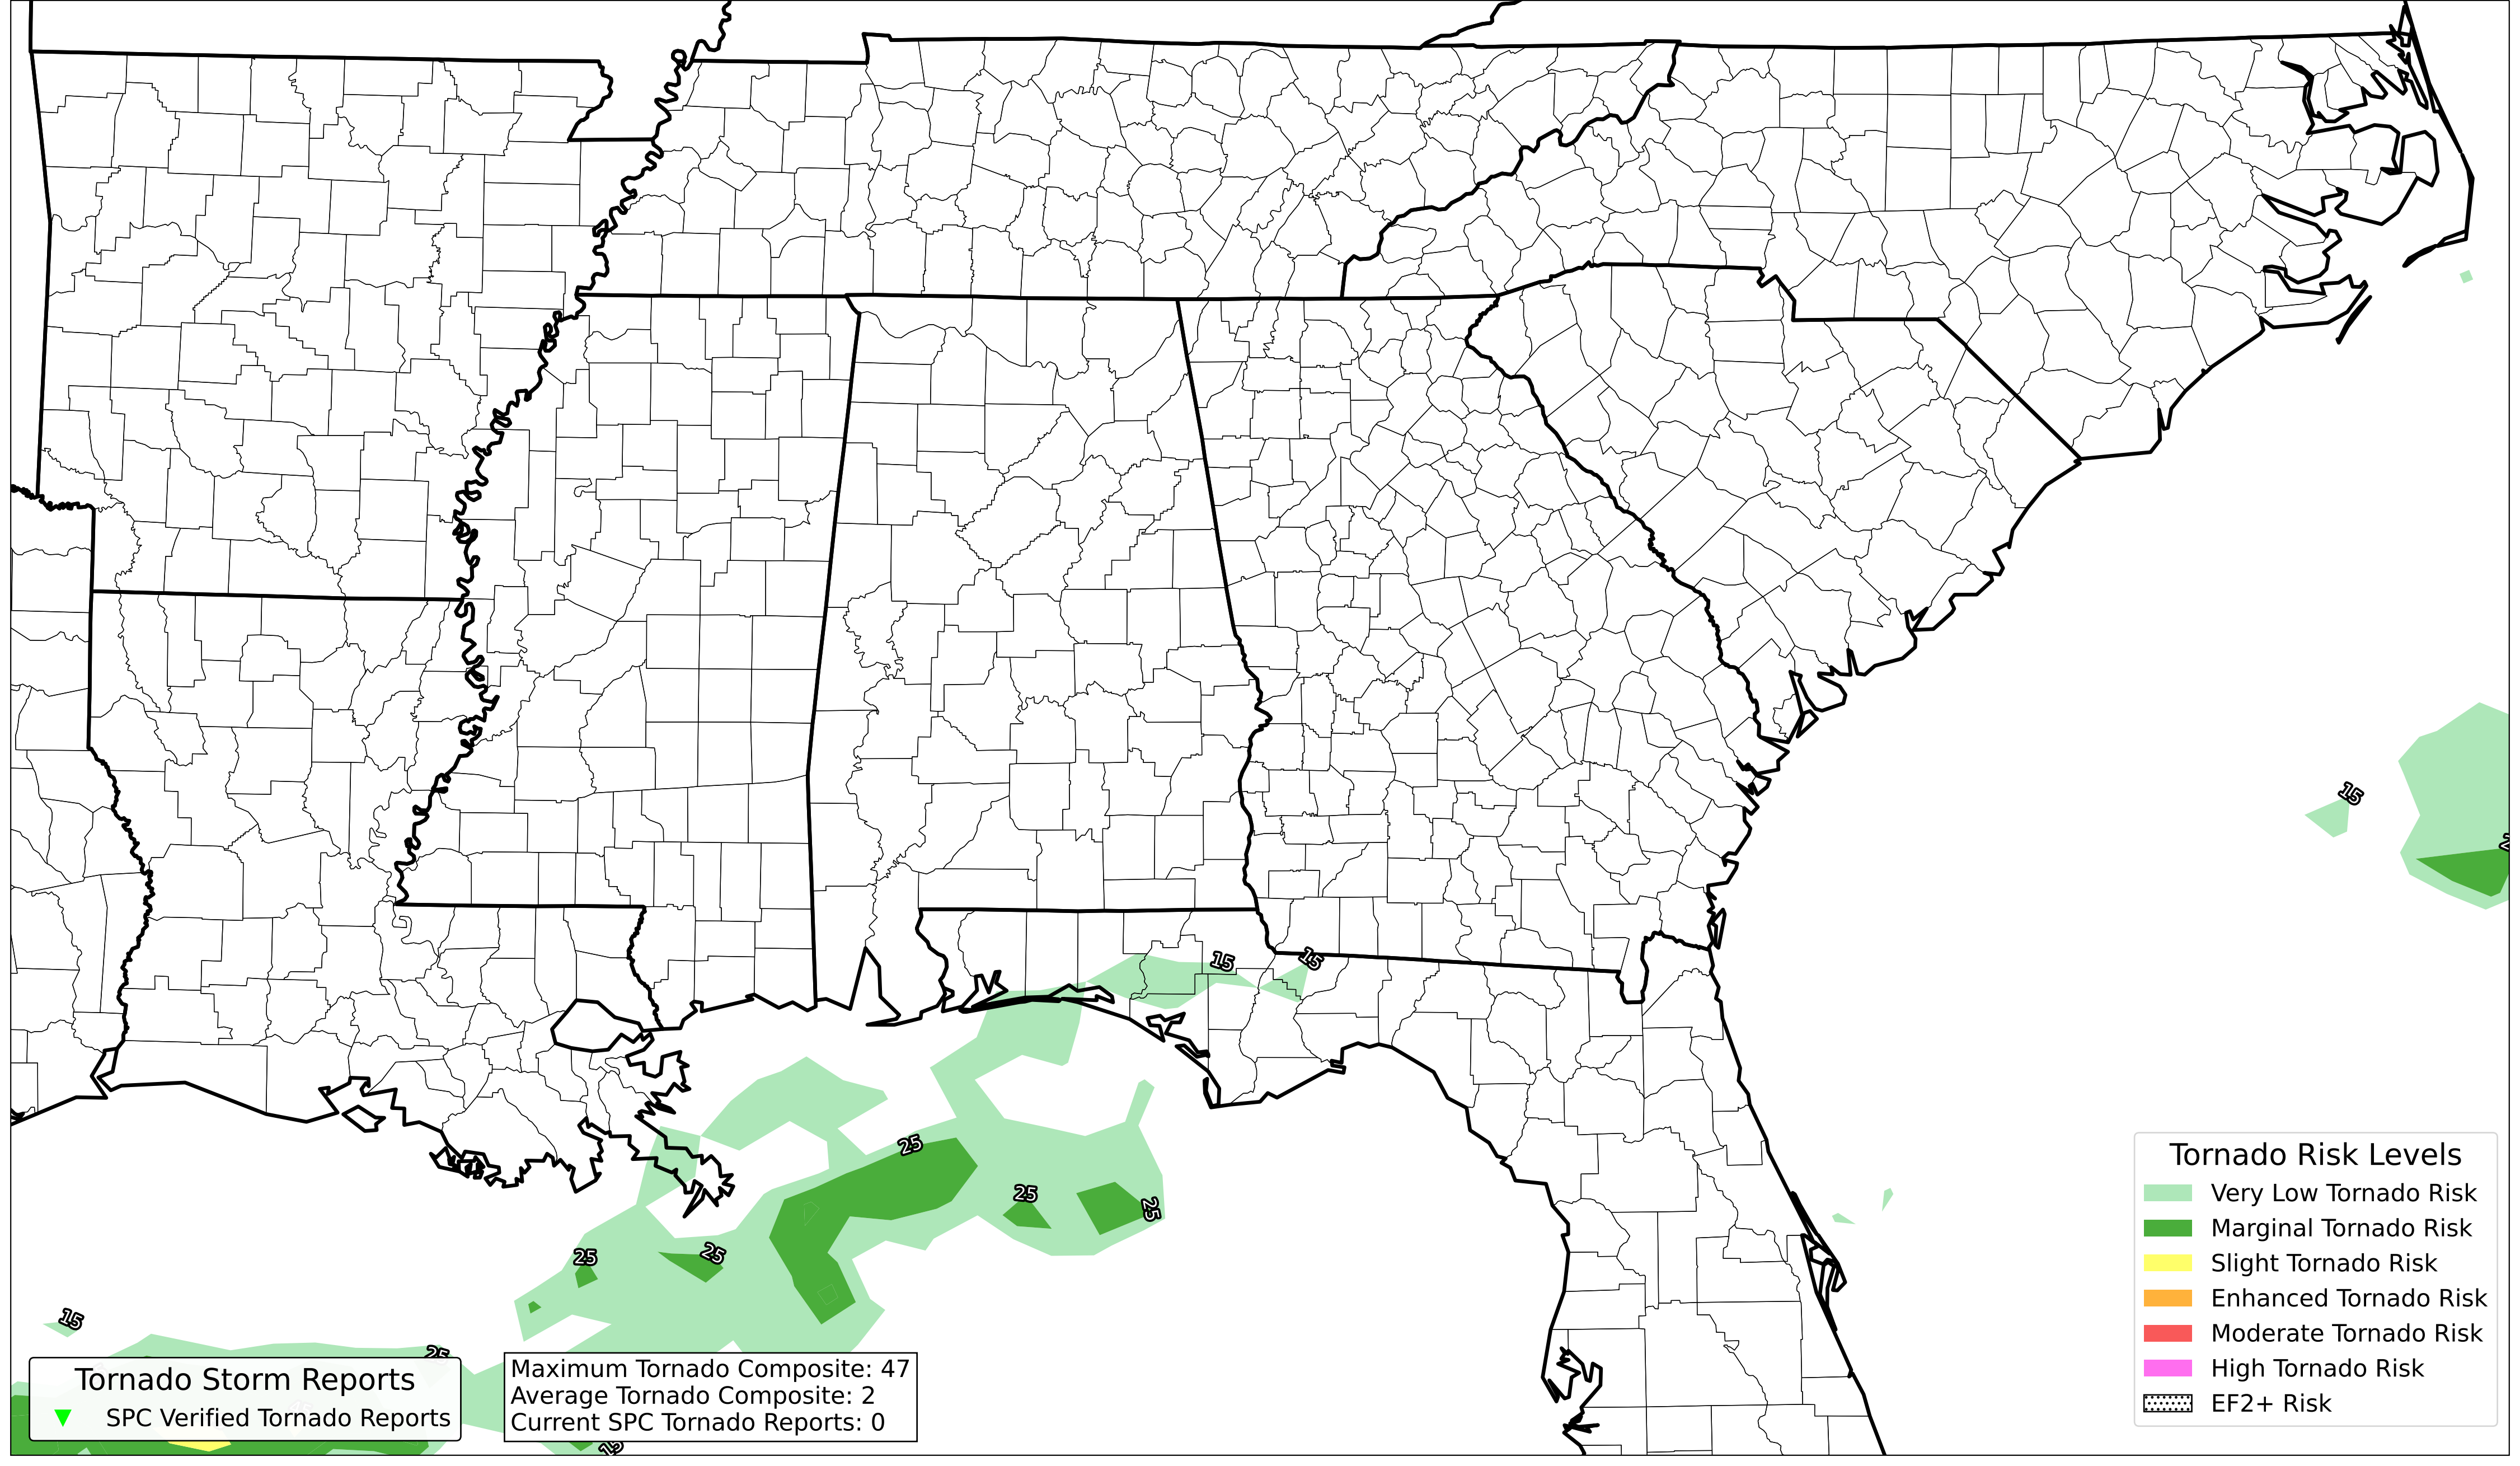 15
2
15
15
25
25
25
25
25
15
25
Tornado Risk Levels
Very Low Tornado Risk
Marginal Tornado Risk
Slight Tornado Risk
Enhanced Tornado Risk
Moderate Tornado Risk
High Tornado Risk
EF2+ Risk
Tornado Storm Reports
SPC Verified Tornado Reports
Maximum Tornado Composite: 47
Average Tornado Composite: 2
Current SPC Tornado Reports: 0
15